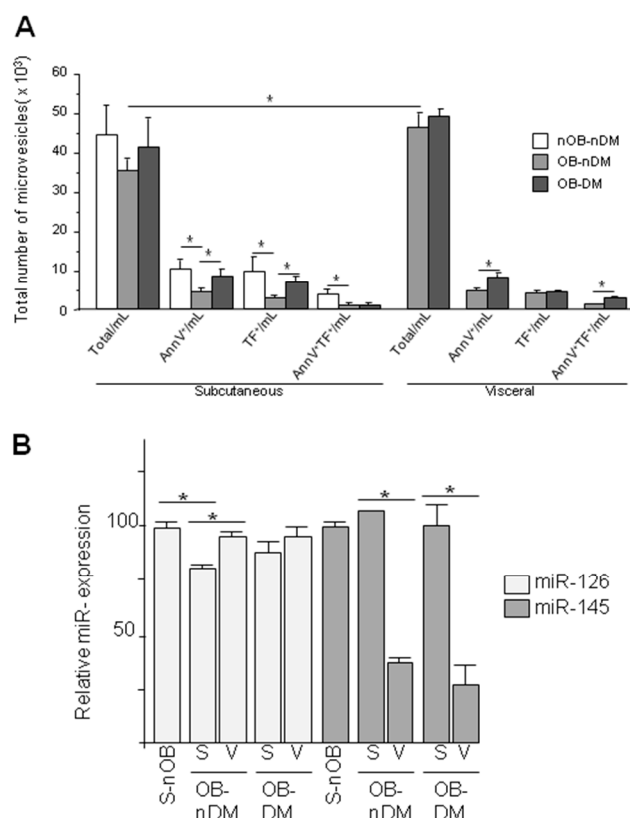 A
Total number of microvesicles( x 10³)
60
50
40
30
20
10
0
*
* * * * *
* *
nOB-nDM
OB-nDM
OB-DM
Total/mL AnnV⁺/mL TF⁺/mL AnnV⁺TF⁺/mL Total/mL AnnV⁺/mL TF⁺/mL AnnV⁺TF⁺/mL
Subcutaneous Visceral
B
Relative miR- expression
100
50
* * * *
miR-126
miR-145
S-nOB S V S V S-nOB S V S V
OB-nDM OB-DM OB-nDM OB-DM